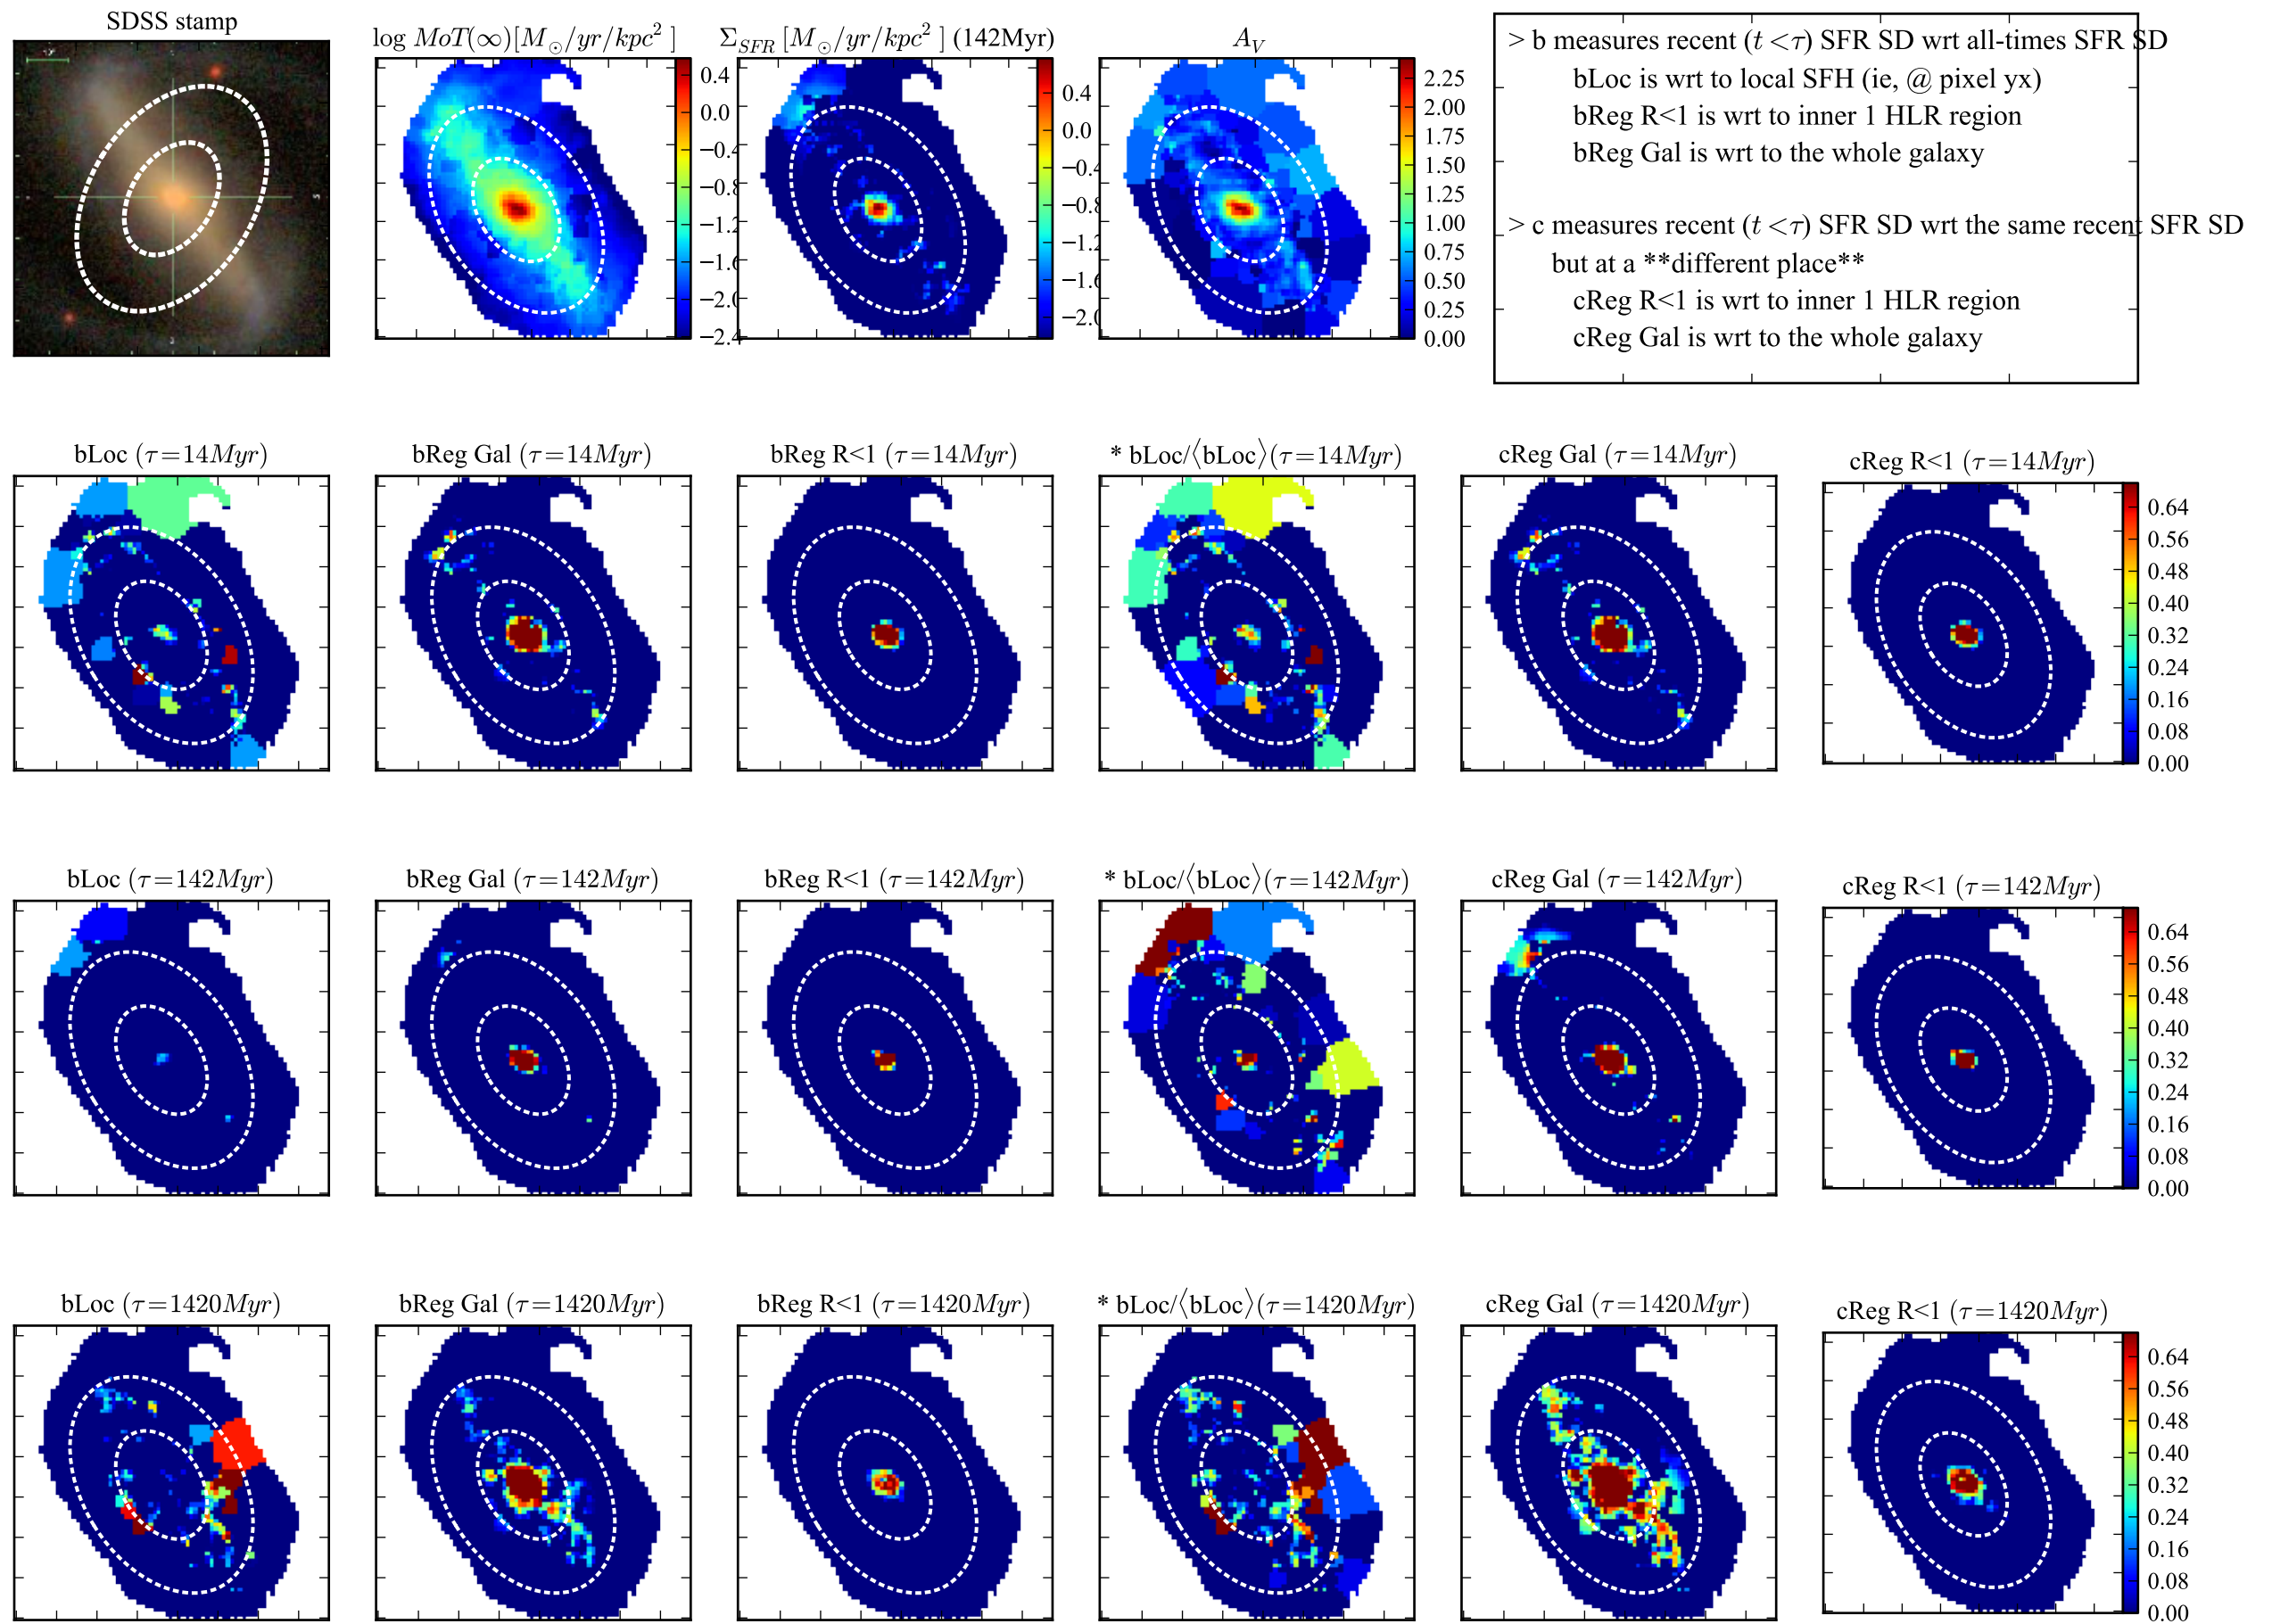 SDSS stamp
log MoT(∞)[M⊙/yr/kpc²]
Σ_SFR [M⊙/yr/kpc²] (142Myr)
A_V
0.4
0.0
−0.4
−0.8
−1.2
−1.6
−2.0
−2.4
0.4
0.0
−0.4
−0.8
−1.2
−1.6
−2.0
2.25
2.00
1.75
1.50
1.25
1.00
0.75
0.50
0.25
0.00
> b measures recent (t<τ) SFR SD wrt all-times SFR SD
bLoc is wrt to local SFH (ie, @ pixel yx)
bReg R<1 is wrt to inner 1 HLR region
bReg Gal is wrt to the whole galaxy
> c measures recent (t<τ) SFR SD wrt the same recent SFR SD
but at a **different place**
cReg R<1 is wrt to inner 1 HLR region
cReg Gal is wrt to the whole galaxy
bLoc (τ=14Myr)
bReg Gal (τ=14Myr)
bReg R<1 (τ=14Myr)
* bLoc/⟨bLoc⟩(τ=14Myr)
cReg Gal (τ=14Myr)
cReg R<1 (τ=14Myr)
0.64
0.56
0.48
0.40
0.32
0.24
0.16
0.08
0.00
bLoc (τ=142Myr)
bReg Gal (τ=142Myr)
bReg R<1 (τ=142Myr)
* bLoc/⟨bLoc⟩(τ=142Myr)
cReg Gal (τ=142Myr)
cReg R<1 (τ=142Myr)
0.64
0.56
0.48
0.40
0.32
0.24
0.16
0.08
0.00
bLoc (τ=1420Myr)
bReg Gal (τ=1420Myr)
bReg R<1 (τ=1420Myr)
* bLoc/⟨bLoc⟩(τ=1420Myr)
cReg Gal (τ=1420Myr)
cReg R<1 (τ=1420Myr)
0.64
0.56
0.48
0.40
0.32
0.24
0.16
0.08
0.00